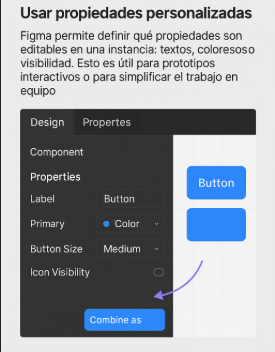 Usar propiedades personalizadas
Figma permite definir qué propiedades son
editables en una instancia: textos, coloresoso
visibilidad. Esto es útil para prototipos
interactivos o para simplificar el trabajo en
equipo
Design
Propertes
Component
Properties
Label
Button
Primary
Color
Button Size
Medium
Icon Visibility
Combine as
Button